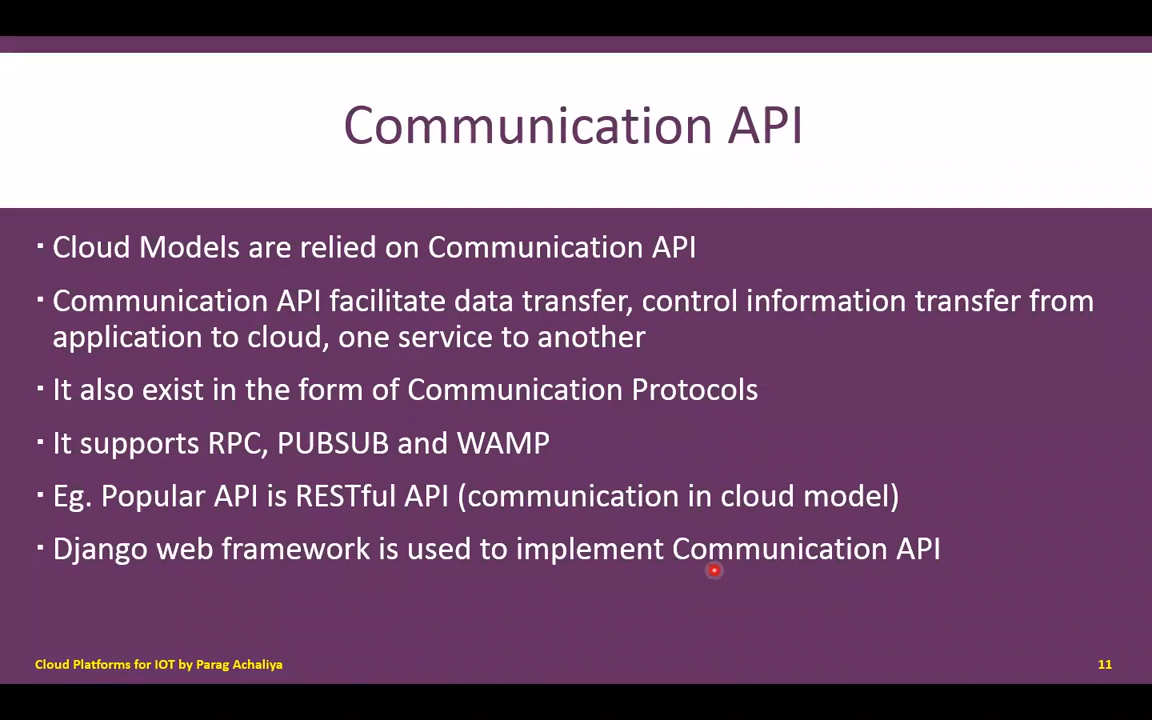 Communication API
▪ Cloud Models are relied on Communication API
▪ Communication API facilitate data transfer, control information transfer from
application to cloud, one service to another
▪ It also exist in the form of Communication Protocols
▪ It supports RPC, PUBSUB and WAMP
▪ Eg. Popular API is RESTful API (communication in cloud model)
▪ Django web framework is used to implement Communication API
Cloud Platforms for IOT by Parag Achaliya
11